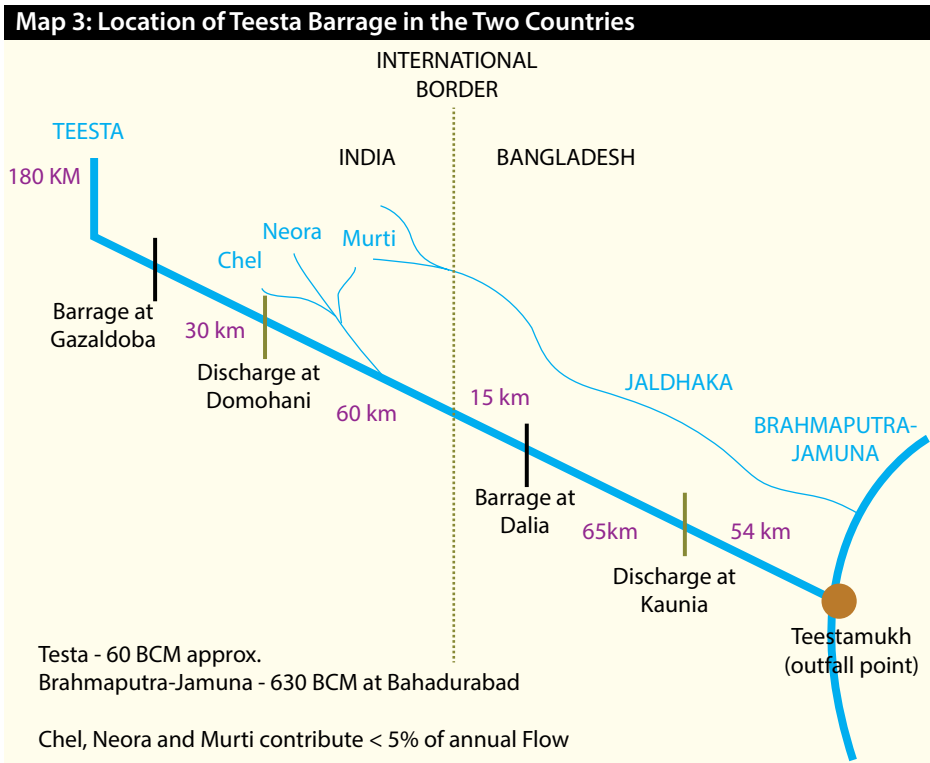 Map 3: Location of Teesta Barrage in the Two Countries
INTERNATIONAL
BORDER
TEESTA
INDIA
BANGLADESH
180 KM
Neora
Murti
Chel
Barrage at
Gazaldoba
30 km
Discharge at
Domohani
60 km
15 km
JALDHAKA
BRAHMAPUTRA-
JAMUNA
Barrage at
Dalia
65km
54 km
Discharge at
Kaunia
Teestamukh
(outfall point)
Testa - 60 BCM approx.
Brahmaputra-Jamuna - 630 BCM at Bahadurabad
Chel, Neora and Murti contribute < 5% of annual Flow